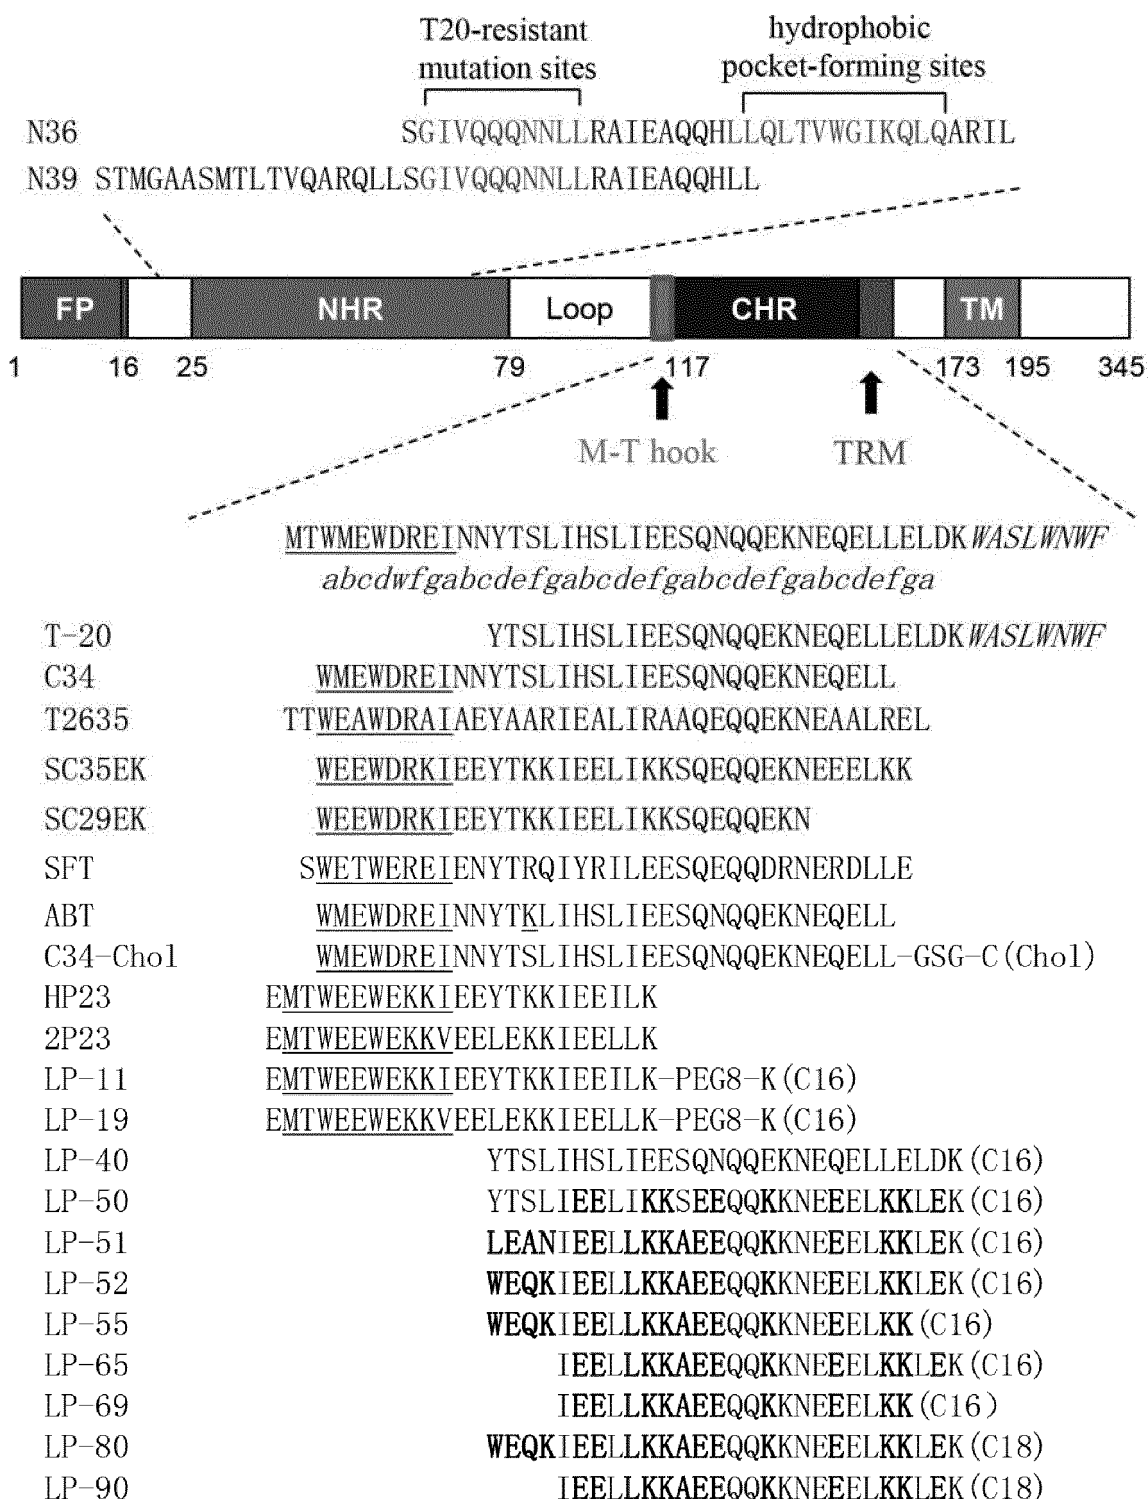 T20-resistant mutation sites
hydrophobic pocket-forming sites
N36 SGIVQQQNNLLRAIEAQQHLLQLTVWGIKQLQARIL
N39 STMGAASMTLTVQARQLLSGIVQQQNNLLRAIEAQQHLL
FP NHR Loop CHR TM
1 16 25 79 117 173 195 345
M-T hook TRM
MTWMEWDREINNYTSLIHSLIEESQNQQEKNEQELLELDKWASLWNWF
abcdwfgabcdefgabcdefgabcdefgabcdefga
T-20 YTSLIHSLIEESQNQQEKNEQELLELDKWASLWNWF
C34 WMEWDREINNYTSLIHSLIEESQNQQEKNEQELL
T2635 TTWEAWDRAIAEYAARIEALIRAAQEQQEKNEAALREL
SC35EK WEEWDRKIEEYTKKIEELIKKSQEQQEKNEEELKK
SC29EK WEEWDRKIEEYTKKIEELIKKSQEQQEKN
SFT SWETWEREIENYTRQIYRILEESQEQQDRNERDLLE
ABT WMEWDREINNYTKLIHSLIEESQNQQEKNEQELL
C34-Chol WMEWDREINNYTSLIHSLIEESQNQQEKNEQELL-GSG-C(Chol)
HP23 EMTWEEWEKKIEEYTKKIEEILK
2P23 EMTWEEWEKKVEELEKKIEELLK
LP-11 EMTWEEWEKKIEEYTKKIEEILK-PEG8-K(C16)
LP-19 EMTWEEWEKKVEELEKKIEELLK-PEG8-K(C16)
LP-40 YTSLIHSLIEESQNQQEKNEQELLELDK(C16)
LP-50 YTSLIEELIKKSEEQQKKNEEELKKLEK(C16)
LP-51 LEANIEELLKKAEEQQKKNEEELKKLEK(C16)
LP-52 WEQKIEELLKKAEEQQKKNEEELKKLEK(C16)
LP-55 WEQKIEELLKKAEEQQKKNEEELKK(C16)
LP-65 IEELLKKAEEQQKKNEEELKKLEK(C16)
LP-69 IEELLKKAEEQQKKNEEELKK(C16)
LP-80 WEQKIEELLKKAEEQQKKNEEELKKLEK(C18)
LP-90 IEELLKKAEEQQKKNEEELKKLEK(C18)